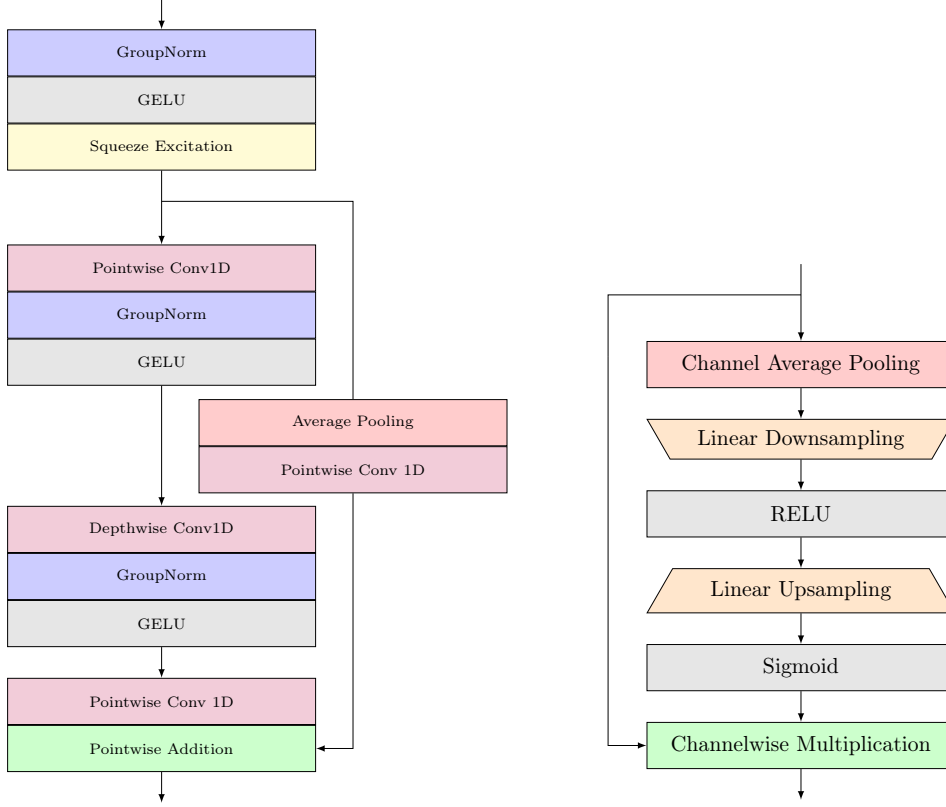 GroupNorm
GELU
Squeeze Excitation
Pointwise Conv1D
GroupNorm
GELU
Average Pooling
Pointwise Conv 1D
Depthwise Conv1D
GroupNorm
GELU
Pointwise Conv 1D
Pointwise Addition
Channel Average Pooling
Linear Downsampling
RELU
Linear Upsampling
Sigmoid
Channelwise Multiplication